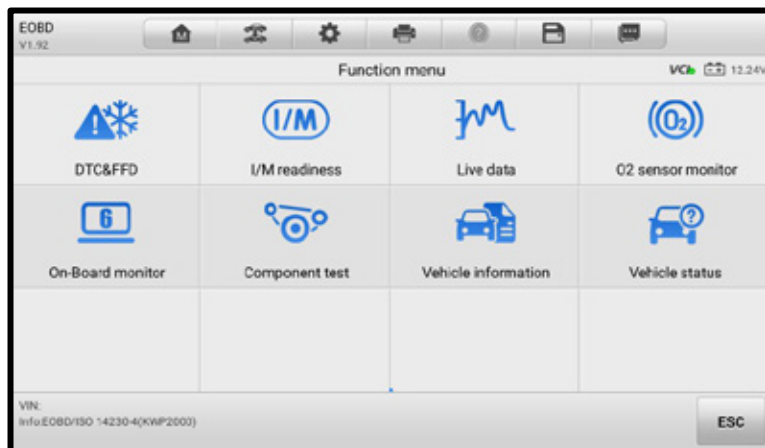 EOBD
V1.92
Function menu
VCI 12.24V
DTC&FFD
I/M
I/M readiness
Live data
O2
O2 sensor monitor
6
On-Board monitor
Component test
Vehicle information
?
Vehicle status
VIN:
Info:EOBD/ISO 14230-4(KWP2000)
ESC